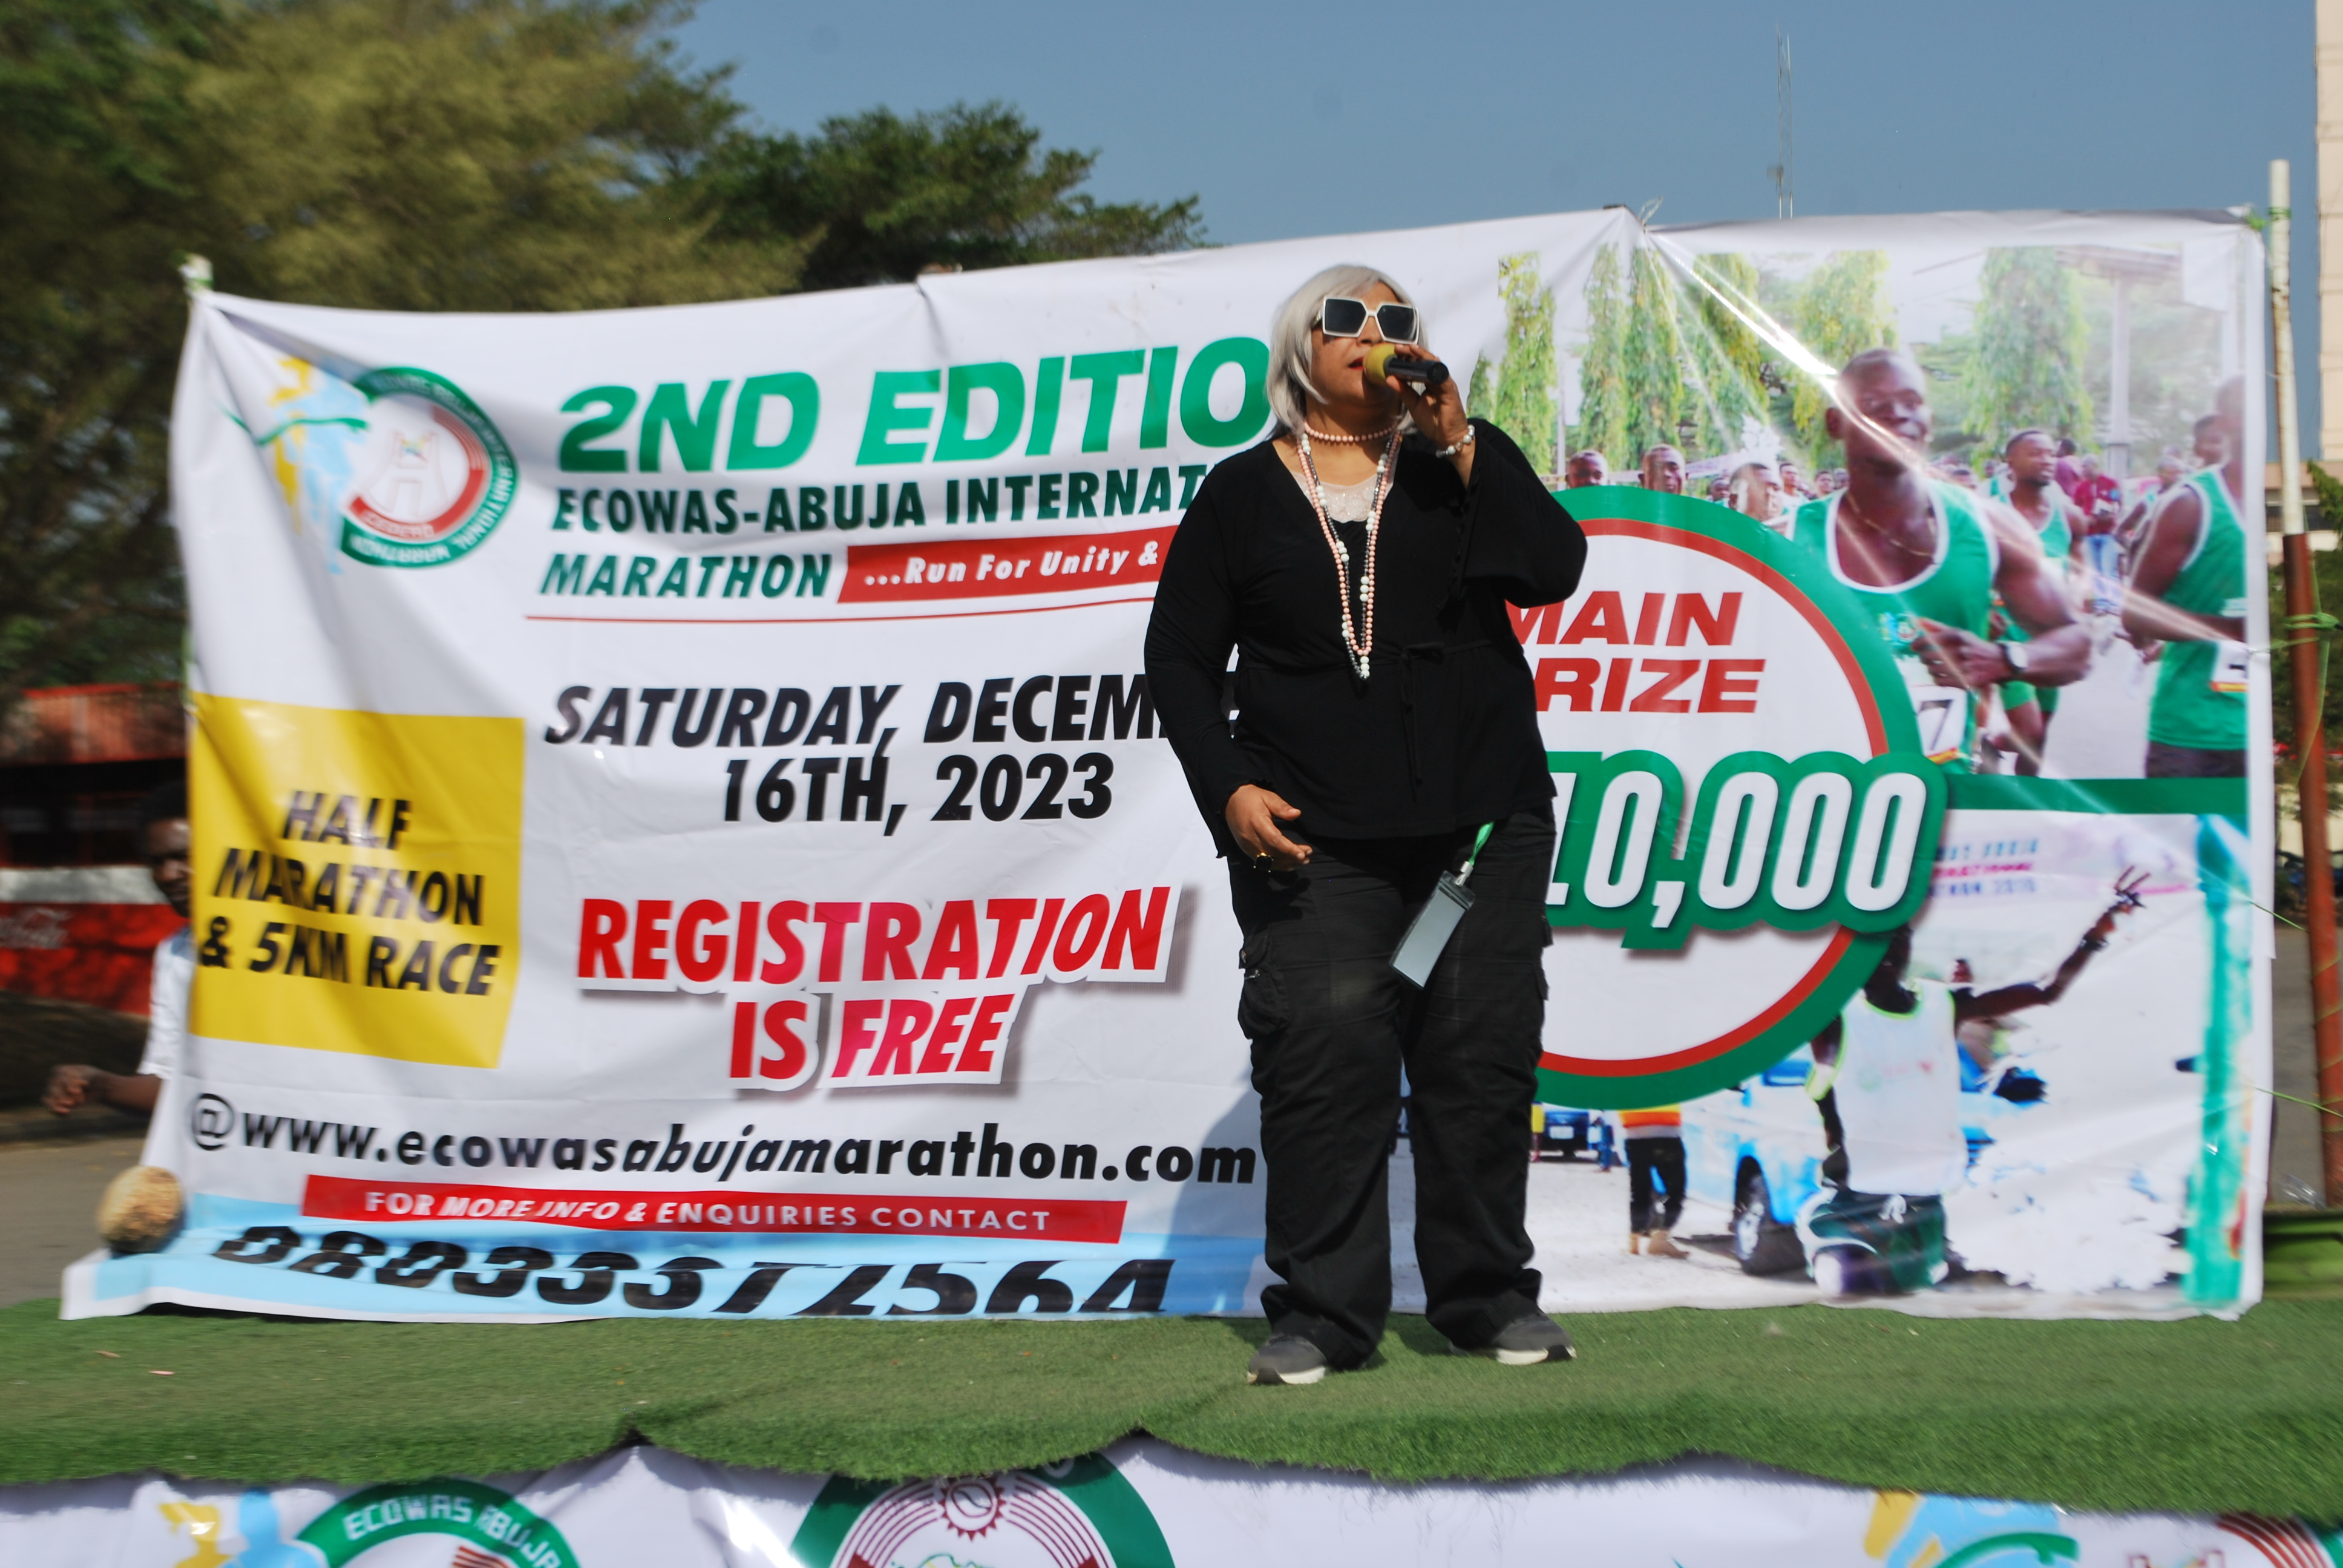 2ND EDITIO
ECOWAS-ABUJA INTERNAT
MARATHON ...Run For Unity &
SATURDAY, DECEM
16TH, 2023
HALF
MARATHON
& 5KM RACE
REGISTRATION
IS FREE
@www.ecowasabujamarathon.com
FOR MORE INFO & ENQUIRIES CONTACT
08033372564
MAIN
RIZE
10,000
7
ECOWAS ABUJA